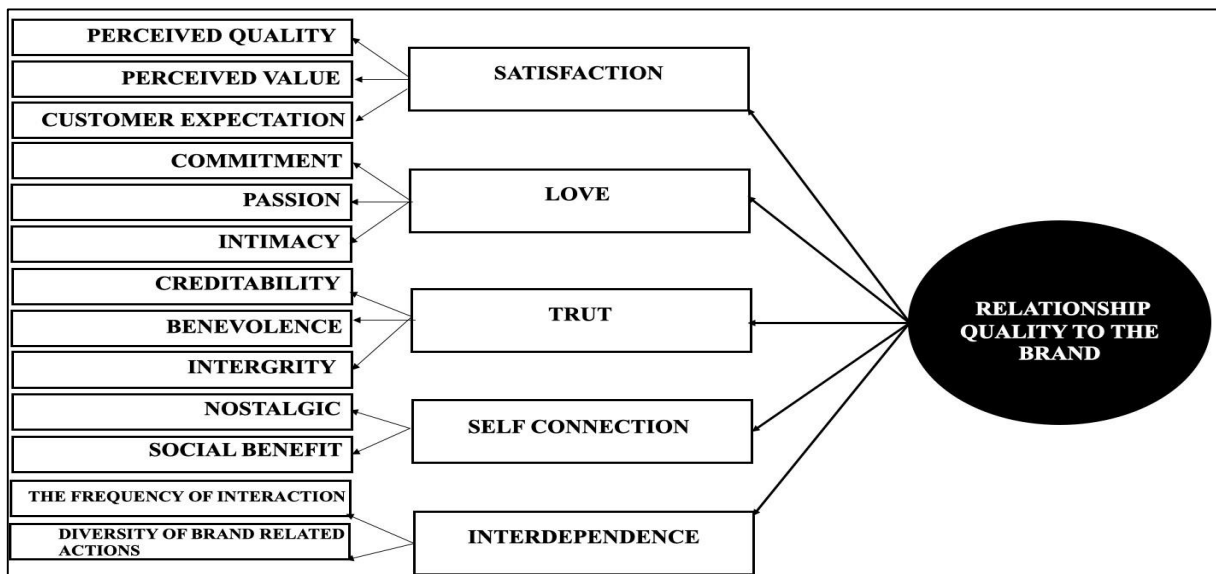 PERCEIVED QUALITY
PERCEIVED VALUE
CUSTOMER EXPECTATION
COMMITMENT
PASSION
INTIMACY
CREDITABILITY
BENEVOLENCE
INTERGRITY
NOSTALGIC
SOCIAL BENEFIT
THE FREQUENCY OF INTERACTION
DIVERSITY OF BRAND RELATED
ACTIONS
SATISFACTION
LOVE
TRUT
SELF CONNECTION
INTERDEPENDENCE
RELATIONSHIP
QUALITY TO THE
BRAND